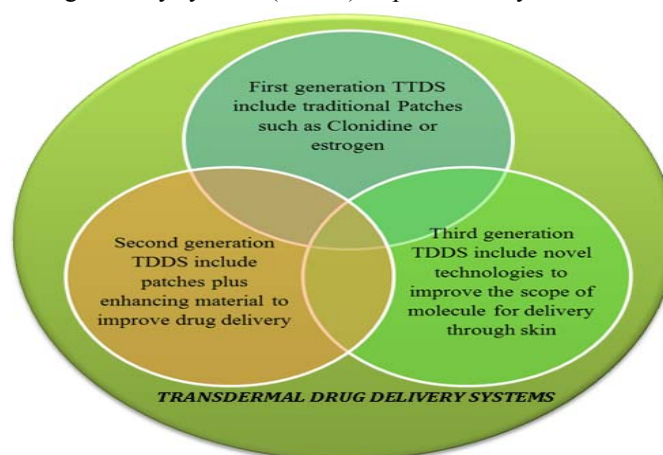 First generation TTDS
include traditional Patches
such as Clonidine or
estrogen
Second generation
TDDS include
patches plus
enhancing material to
improve drug delivery
Third generation
TDDS include novel
technologies to
improve the scope of
molecule for delivery
through skin
TRANSDERMAL DRUG DELIVERY SYSTEMS